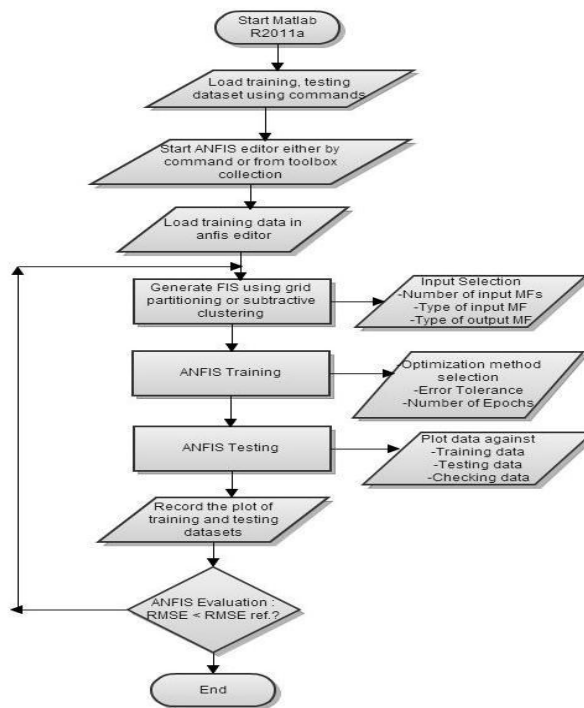 Start Matlab
R2011a
Load training, testing
dataset using commands
Start ANFIS editor either by
command or from toolbox
collection
Load training data in
anfis editor
Generate FIS using grid
partitioning or subtractive
clustering
Input Selection
-Number of input MFs
-Type of input MF
-Type of output MF
ANFIS Training
-Optimization method
selection
-Error Tolerance
-Number of Epochs
ANFIS Testing
Plot data against
-Training data
-Testing data
-Checking data
Record the plot of
training and testing
datasets
ANFIS Evaluation :
RMSE < RMSE ref.?
End